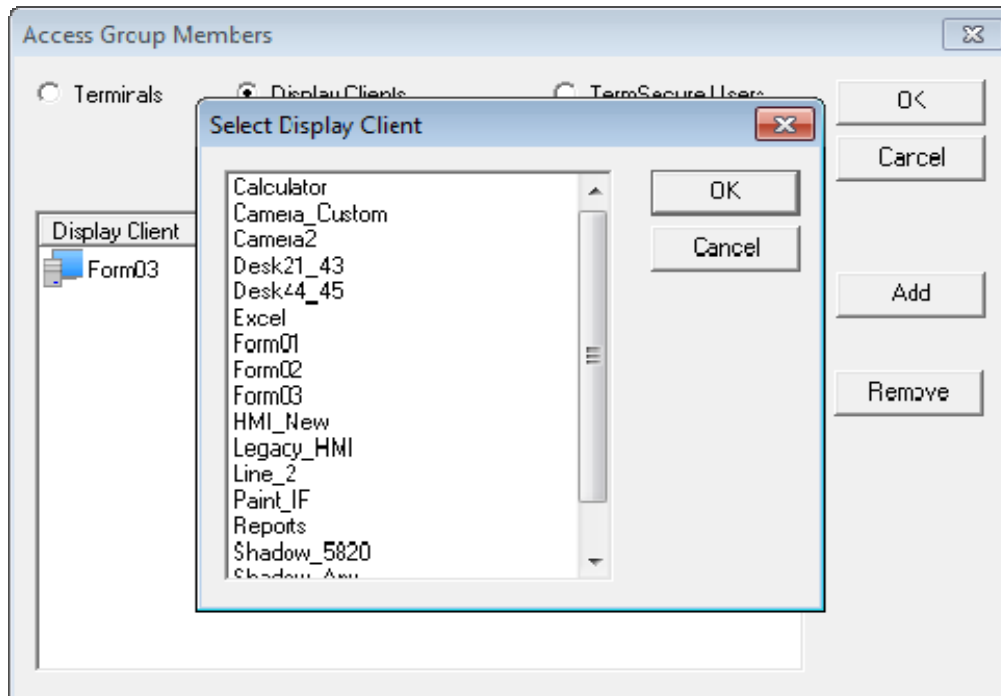 Access Group Members
Terminals
Display Clients
TermSecure Users
OK
Cancel
Select Display Client
Calculator
Camera_Custom
Camera2
Desk21_43
Desk44_45
Excel
Form01
Form02
Form03
HMI_New
Legacy_HMI
Line_2
Paint_IF
Reports
Shadow_5820
Shadow_Any
OK
Cancel
Display Client
Form03
Add
Remove